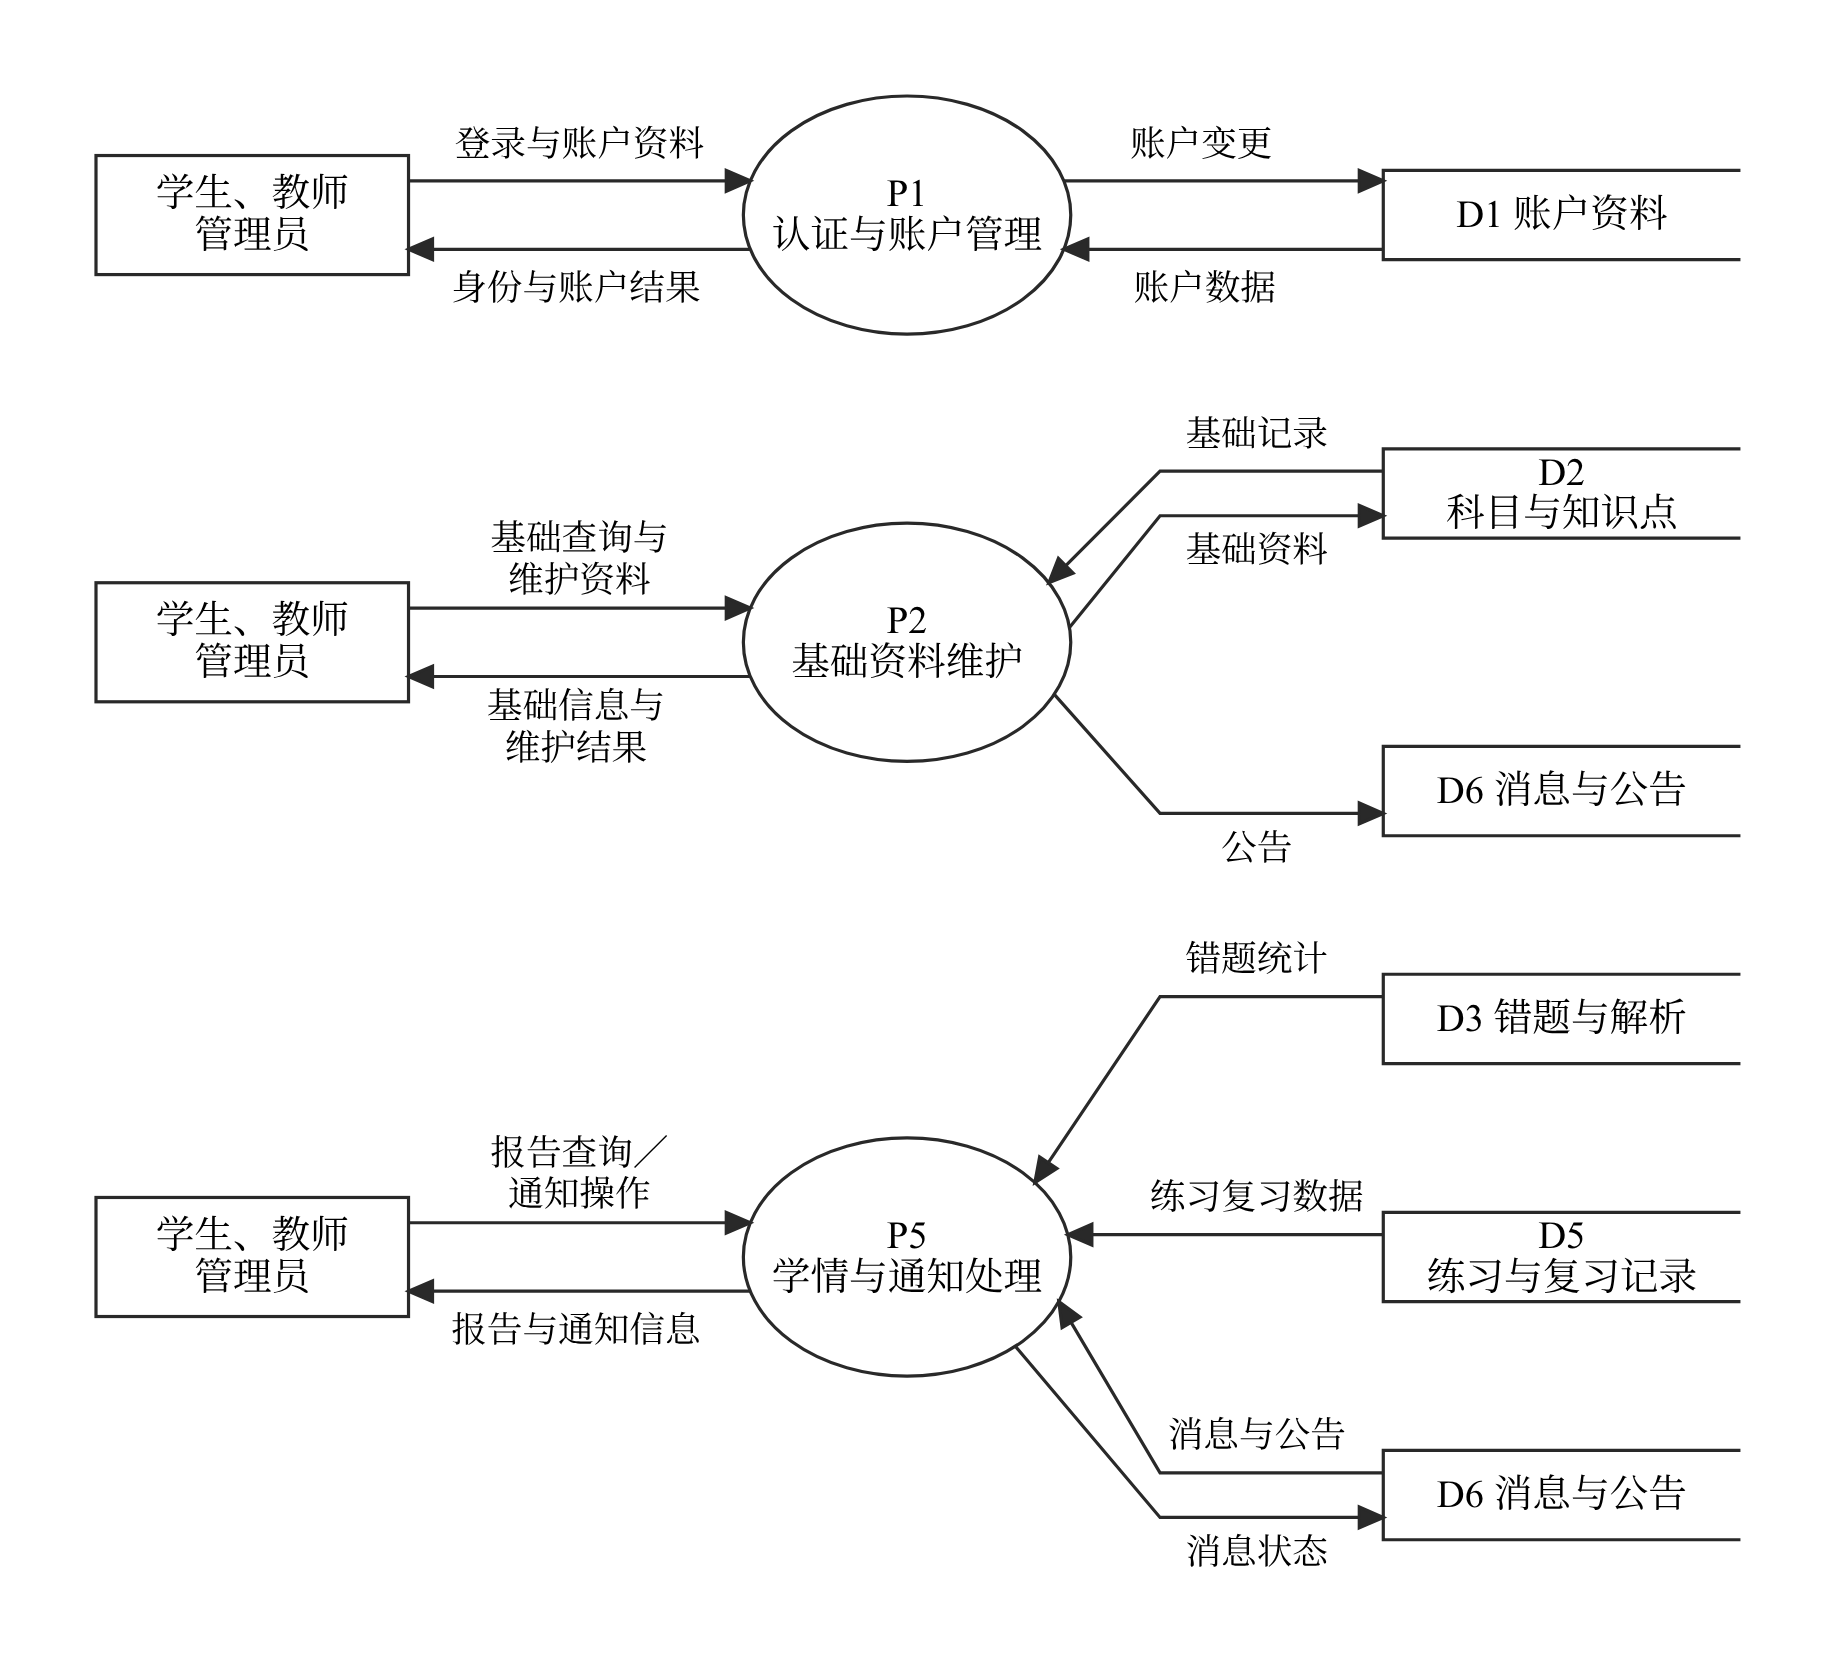 登录与账户资料
账户变更
学生、教师
管理员
P1
认证与账户管理
D1 账户资料
身份与账户结果
账户数据
基础记录
D2
科目与知识点
基础查询与
维护资料
基础资料
学生、教师
管理员
P2
基础资料维护
基础信息与
维护结果
D6 消息与公告
公告
错题统计
D3 错题与解析
报告查询／
通知操作
练习复习数据
学生、教师
管理员
P5
学情与通知处理
D5
练习与复习记录
报告与通知信息
消息与公告
D6 消息与公告
消息状态